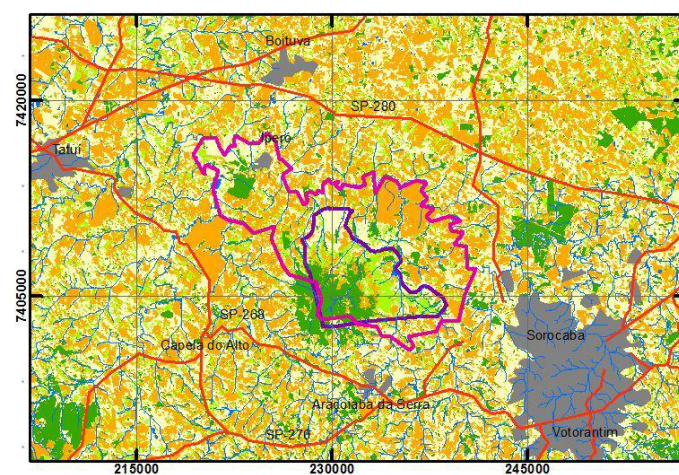 Boituva
7420000
SP-280
Iperó
Tatuí
7405000
SP-268
Sorocaba
Capela do Alto
Araçoiaba da Serra
SP-270
Votorantim
215000
230000
245000